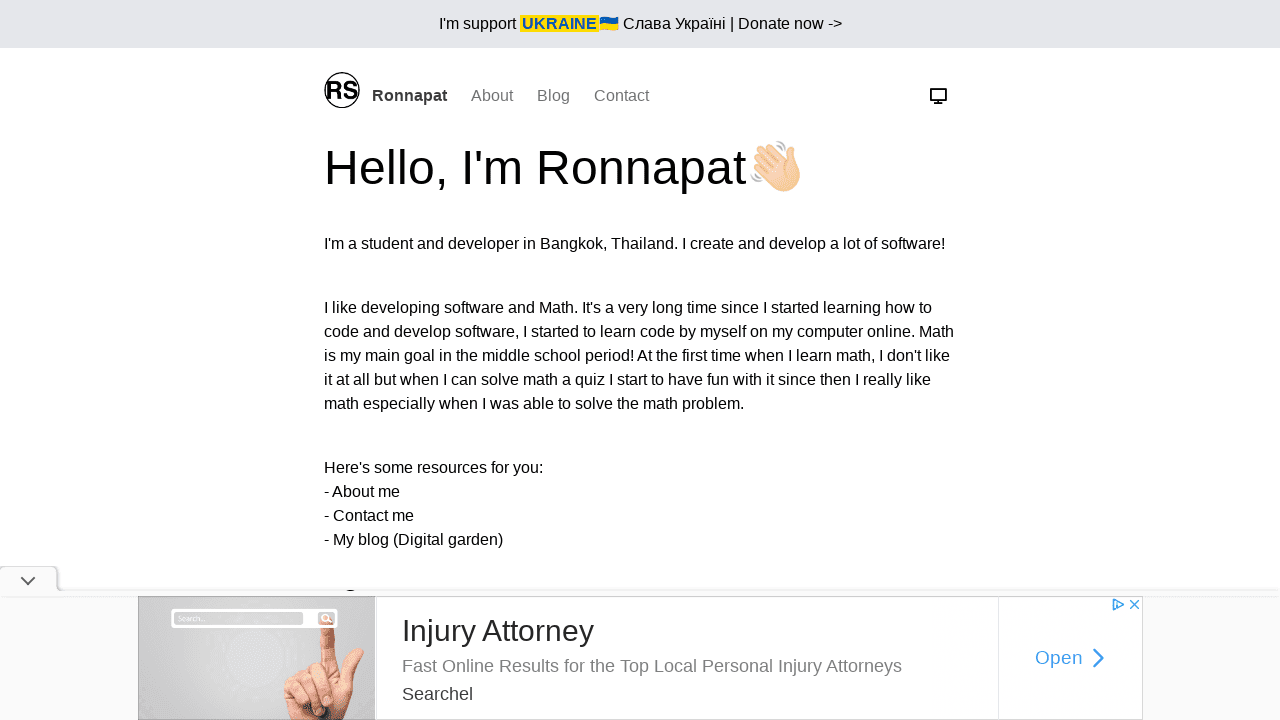 I'm support UKRAINE🇺🇦 Слава Україні | Donate now ->
RS Ronnapat About Blog Contact
Hello, I'm Ronnapat👋🏻
I'm a student and developer in Bangkok, Thailand. I create and develop a lot of software!
I like developing software and Math. It's a very long time since I started learning how to
code and develop software, I started to learn code by myself on my computer online. Math
is my main goal in the middle school period! At the first time when I learn math, I don't like
it at all but when I can solve math a quiz I start to have fun with it since then I really like
math especially when I was able to solve the math problem.
Here's some resources for you:
- About me
- Contact me
- My blog (Digital garden)
Search...
Injury Attorney
Fast Online Results for the Top Local Personal Injury Attorneys
Searchel
Open